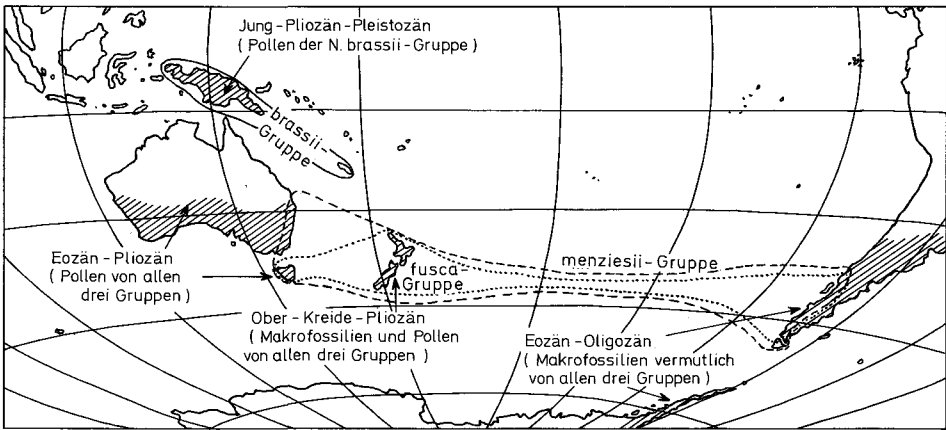 Jung-Pliozän-Pleistozän
( Pollen der N. brassii-Gruppe )
brassii-
Gruppe
Eozän-Pliozän
( Pollen von allen
drei Gruppen )
fusca-
Gruppe
menziesii-Gruppe
Ober-Kreide-Pliozän
( Makrofossilien und Pollen
von allen drei Gruppen )
Eozän-Oligozän
( Makrofossilien vermutlich
von allen drei Gruppen )